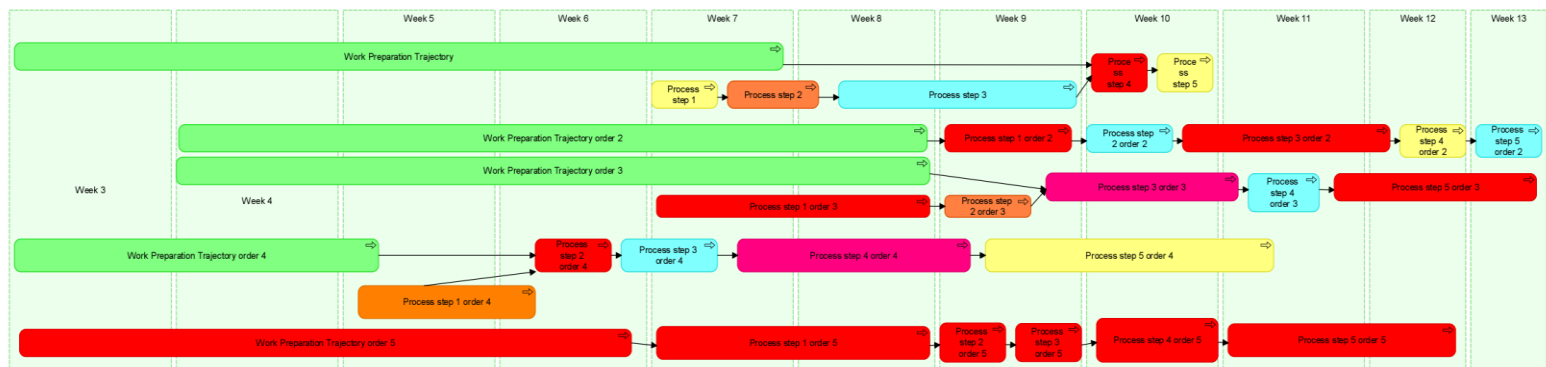 Week 5
Week 6
Week 7
Week 8
Week 9
Week 10
Week 11
Week 12
Week 13
Work Preparation Trajectory
Proce
ss
step 4
Proce
ss
step 5
Process
step 1
Process step 2
Process step 3
Work Preparation Trajectory order 2
Process step 1 order 2
Process step
2 order 2
Process step 3 order 2
Process
step 4
order 2
Process
step 5
order 2
Work Preparation Trajectory order 3
Week 3
Week 4
Process step 3 order 3
Process
step 4
order 3
Process step 5 order 3
Process step 1 order 3
Process step
2 order 3
Work Preparation Trajectory order 4
Process
step 2
order 4
Process step 3
order 4
Process step 4 order 4
Process step 5 order 4
Process step 1 order 4
Work Preparation Trajectory order 5
Process step 1 order 5
Process
step 2
order 5
Process
step 3
order 5
Process step 4 order 5
Process step 5 order 5